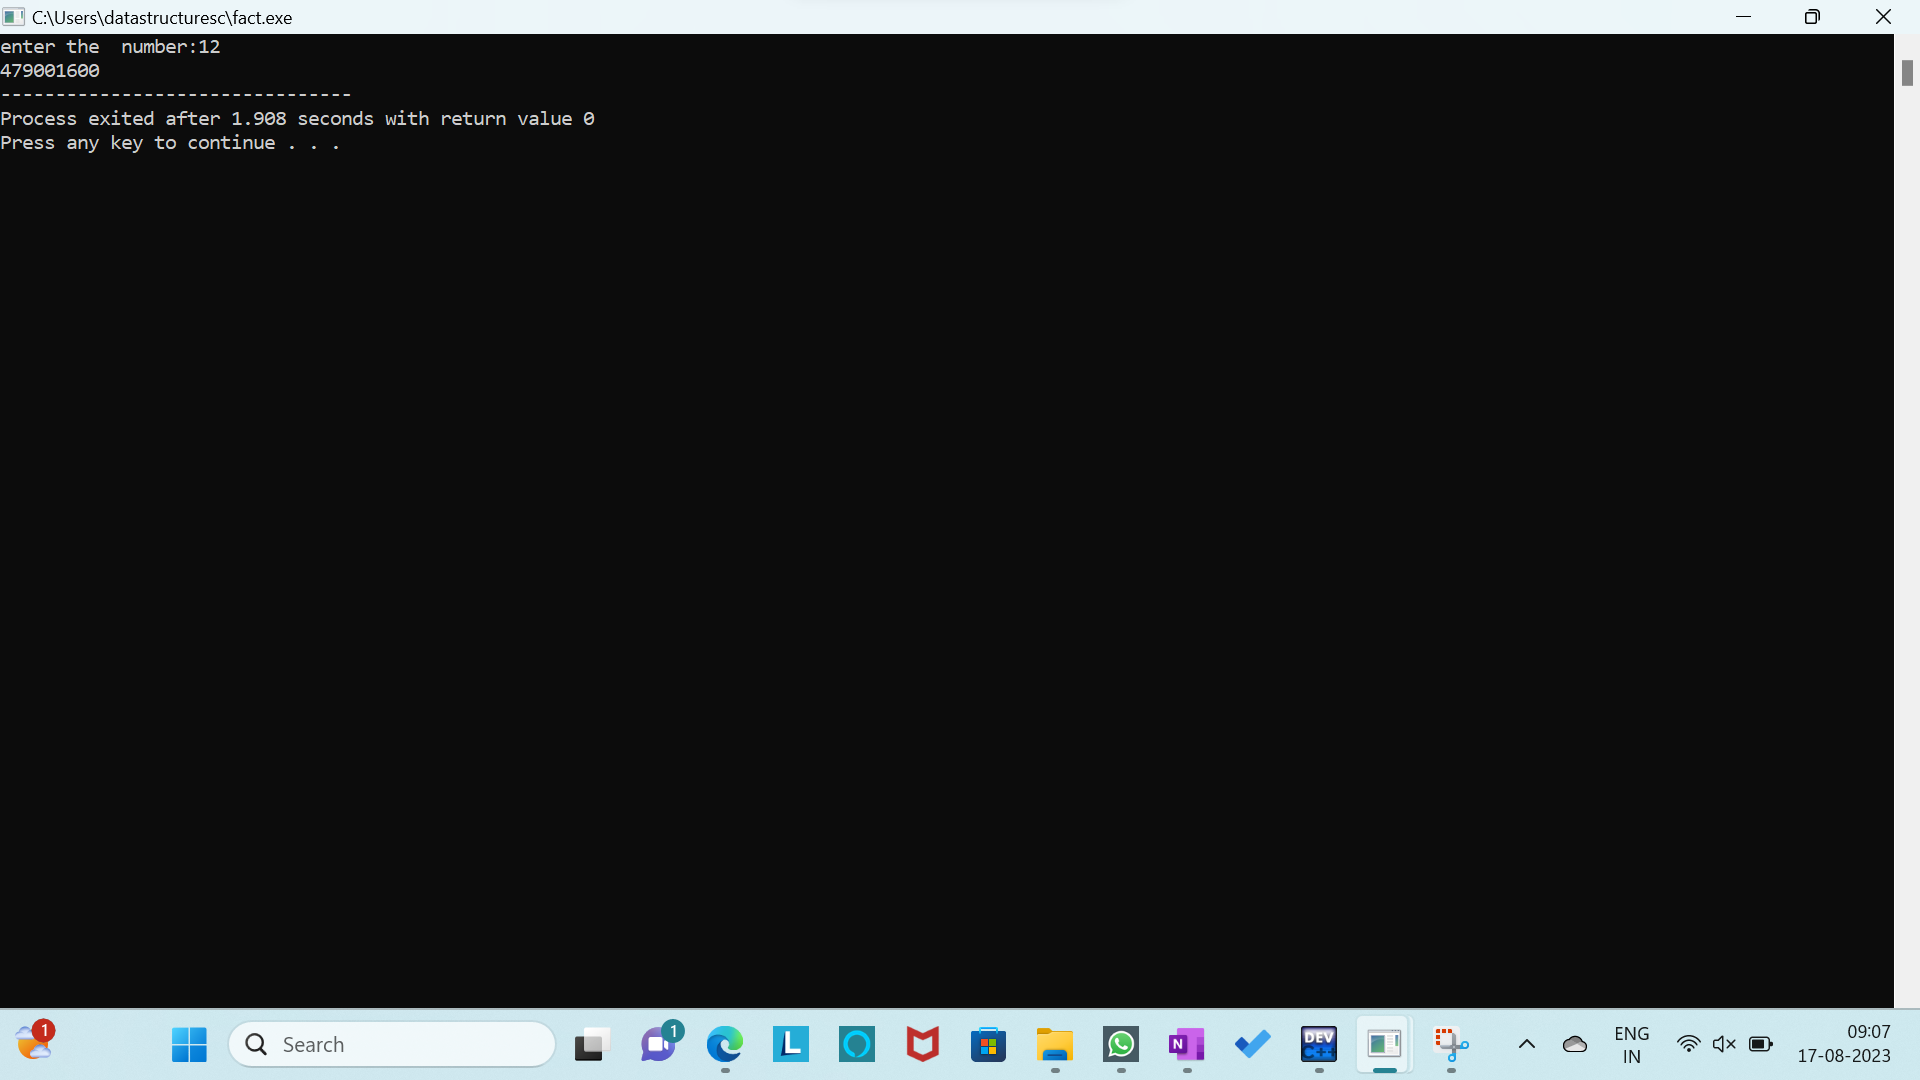 C:\Users\datastructuresc\fact.exe
enter the  number:12
479001600
--------------------------------
Process exited after 1.908 seconds with return value 0
Press any key to continue . . .
1
Search
1
L
N
DEV
C++
ENG
IN
09:07
17-08-2023